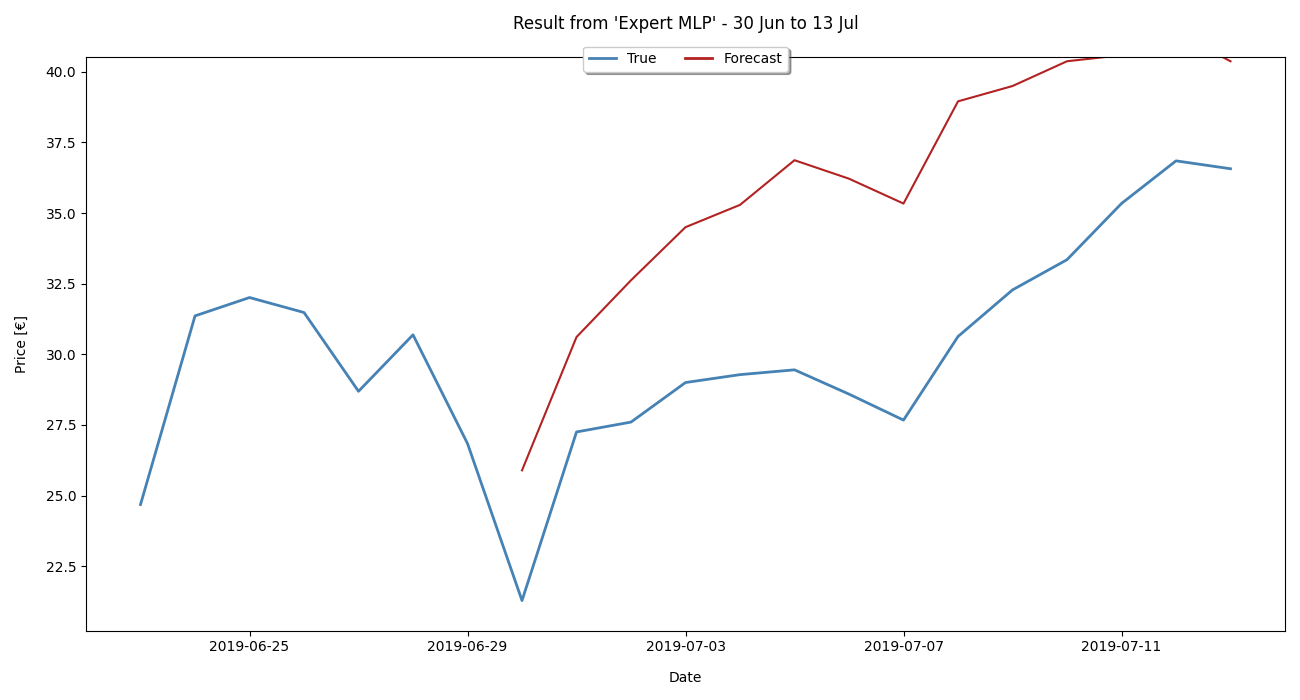 Result from 'Expert MLP' - 30 Jun to 13 Jul
True Forecast
40.0
37.5
35.0
32.5
30.0
27.5
25.0
22.5
Price [€]
2019-06-25 2019-06-29 2019-07-03 2019-07-07 2019-07-11
Date